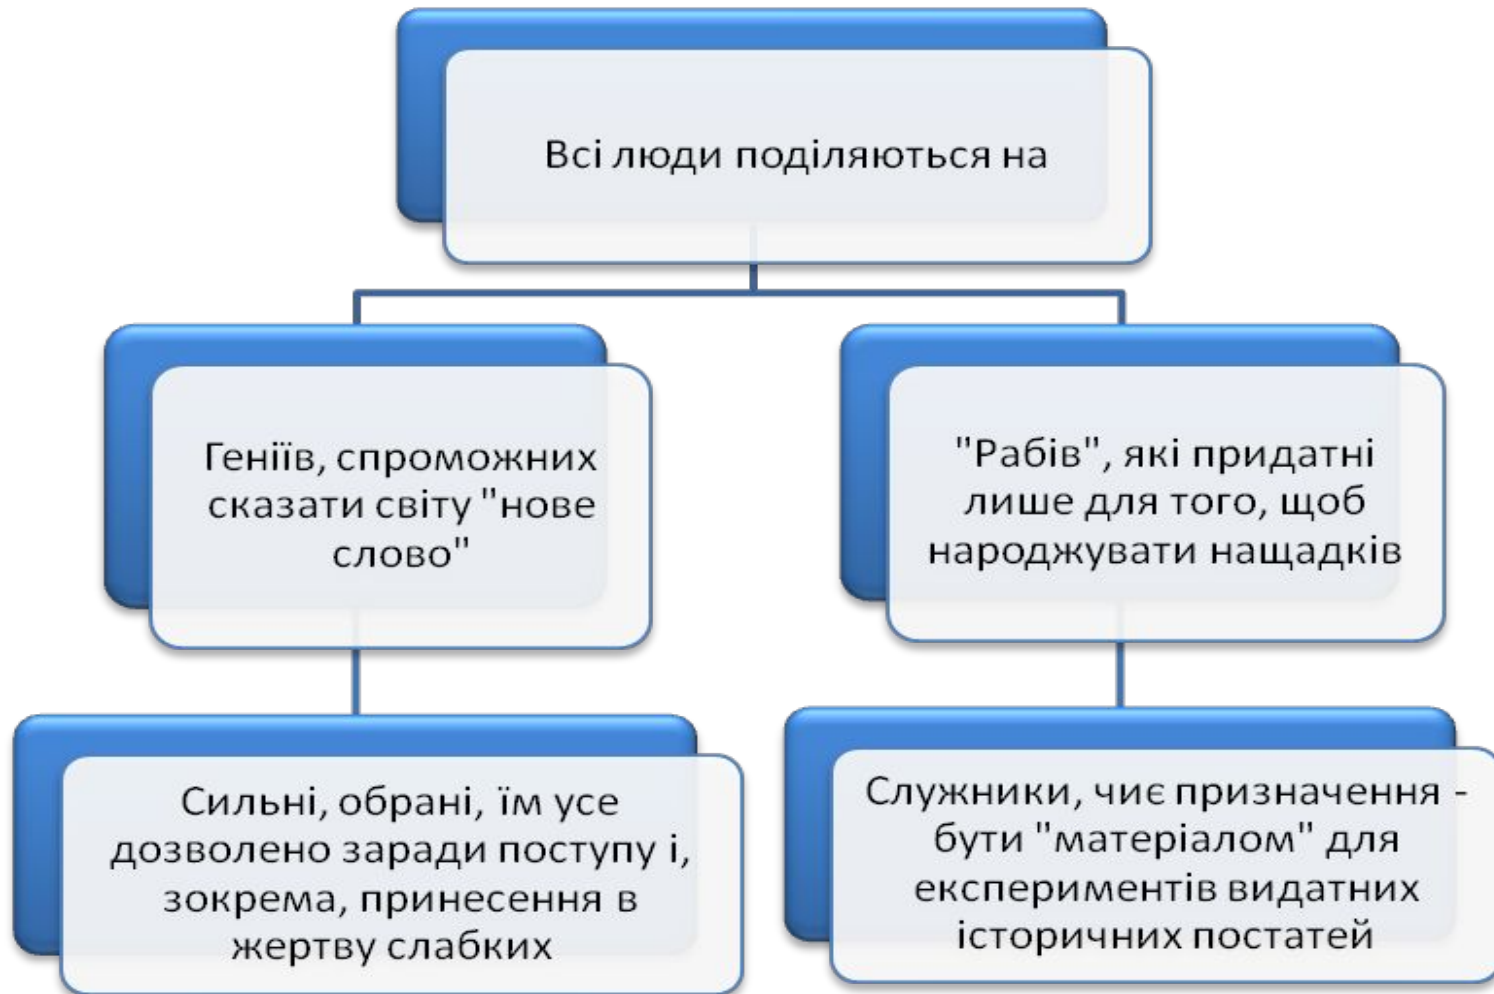 Всі люди поділяються на
Геніїв, спроможних
сказати світу "нове
слово"
"Рабів", які придатні
лише для того, щоб
народжувати нащадків
Сильні, обрані, їм усе
дозволено заради поступу і,
зокрема, принесення в
жертву слабких
Служники, чиє призначення -
бути "матеріалом" для
експериментів видатних
історичних постатей